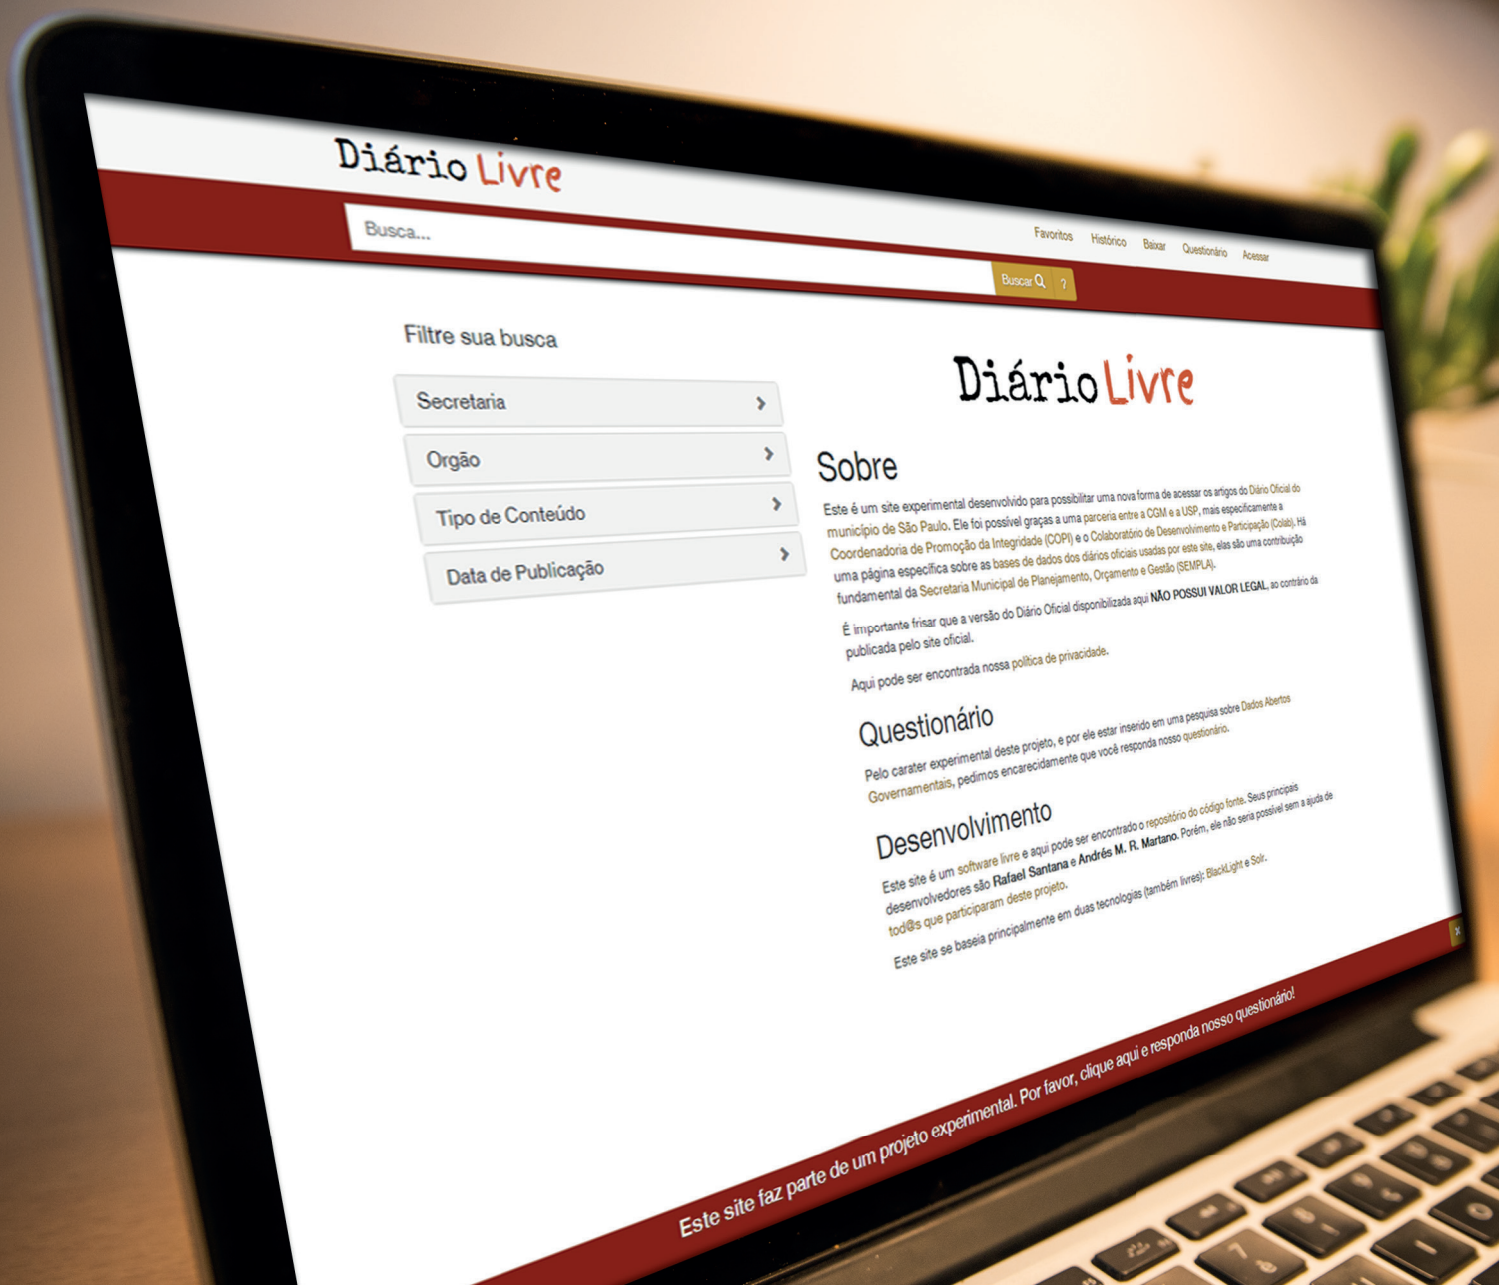 Diário Livre
Favoritos Histórico Baixar Questionário Acessar
Busca...
Buscar ?
Filtre sua busca
Secretaria
Orgão
Tipo de Conteúdo
Data de Publicação
Diário Livre
Sobre
Este é um site experimental desenvolvido para possibilitar uma nova forma de acessar os artigos do Diário Oficial do
município de São Paulo. Ele foi possível graças a uma parceria entre a CGM e a USP, mais especificamente a
Coordenadoria de Promoção da Integridade (COPI) e o Colaboratório de Desenvolvimento e Participação (Colab). Há
uma página específica sobre as bases de dados dos diários oficiais usadas por este site, elas são uma contribuição
fundamental da Secretaria Municipal de Planejamento, Orçamento e Gestão (SEMPLA).
É importante frisar que a versão do Diário Oficial disponibilizada aqui NÃO POSSUI VALOR LEGAL, ao contrário da
publicada pelo site oficial.
Aqui pode ser encontrada nossa política de privacidade.
Questionário
Pelo carater experimental deste projeto, e por ele estar inserido em uma pesquisa sobre Dados Abertos
Governamentais, pedimos encarecidamente que você responda nosso questionário.
Desenvolvimento
Este site é um software livre e aqui pode ser encontrado o repositório do código fonte. Seus principais
desenvolvedores são Rafael Santana e Andrés M. R. Martano. Porém, ele não seria possível sem a ajuda de
tod@s que participaram deste projeto.
Este site se baseia principalmente em duas tecnologias (também livres): BlackLight e Solr.
x
Este site faz parte de um projeto experimental. Por favor, clique aqui e responda nosso questionário!